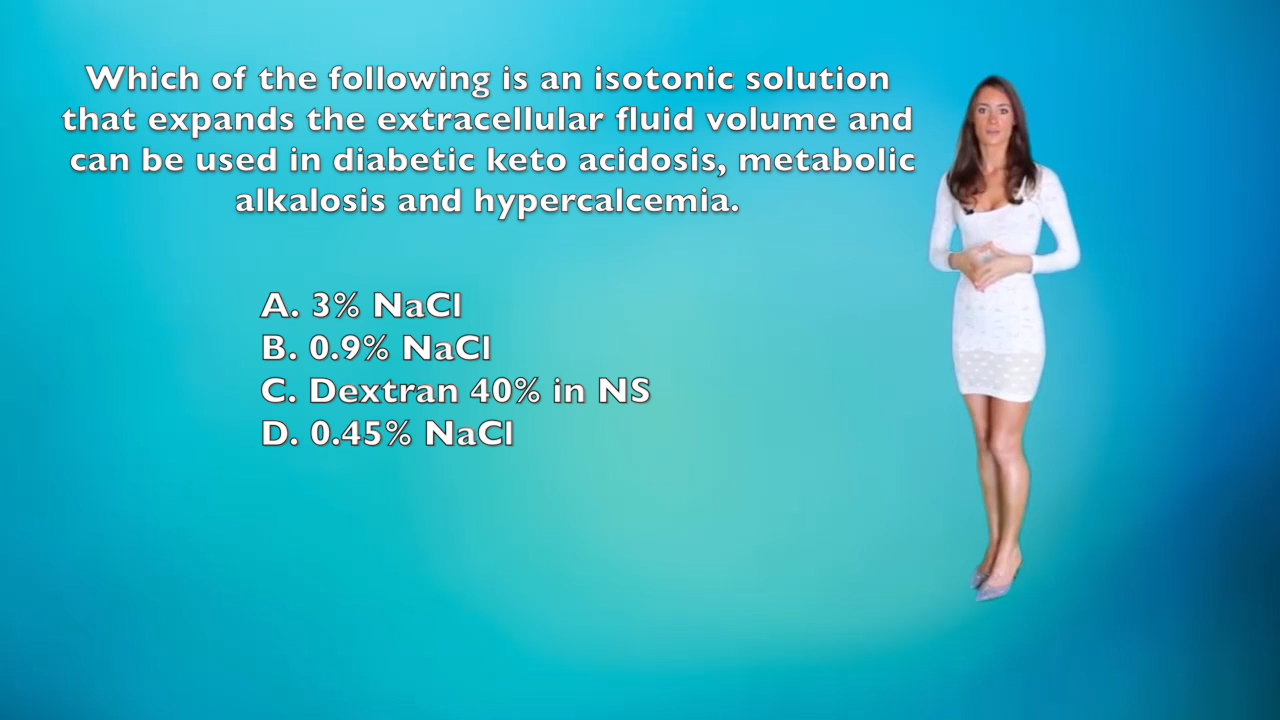 Which of the following is an isotonic solution
that expands the extracellular fluid volume and
can be used in diabetic keto acidosis, metabolic
alkalosis and hypercalcemia.
A. 3% NaCl
B. 0.9% NaCl
C. Dextran 40% in NS
D. 0.45% NaCl